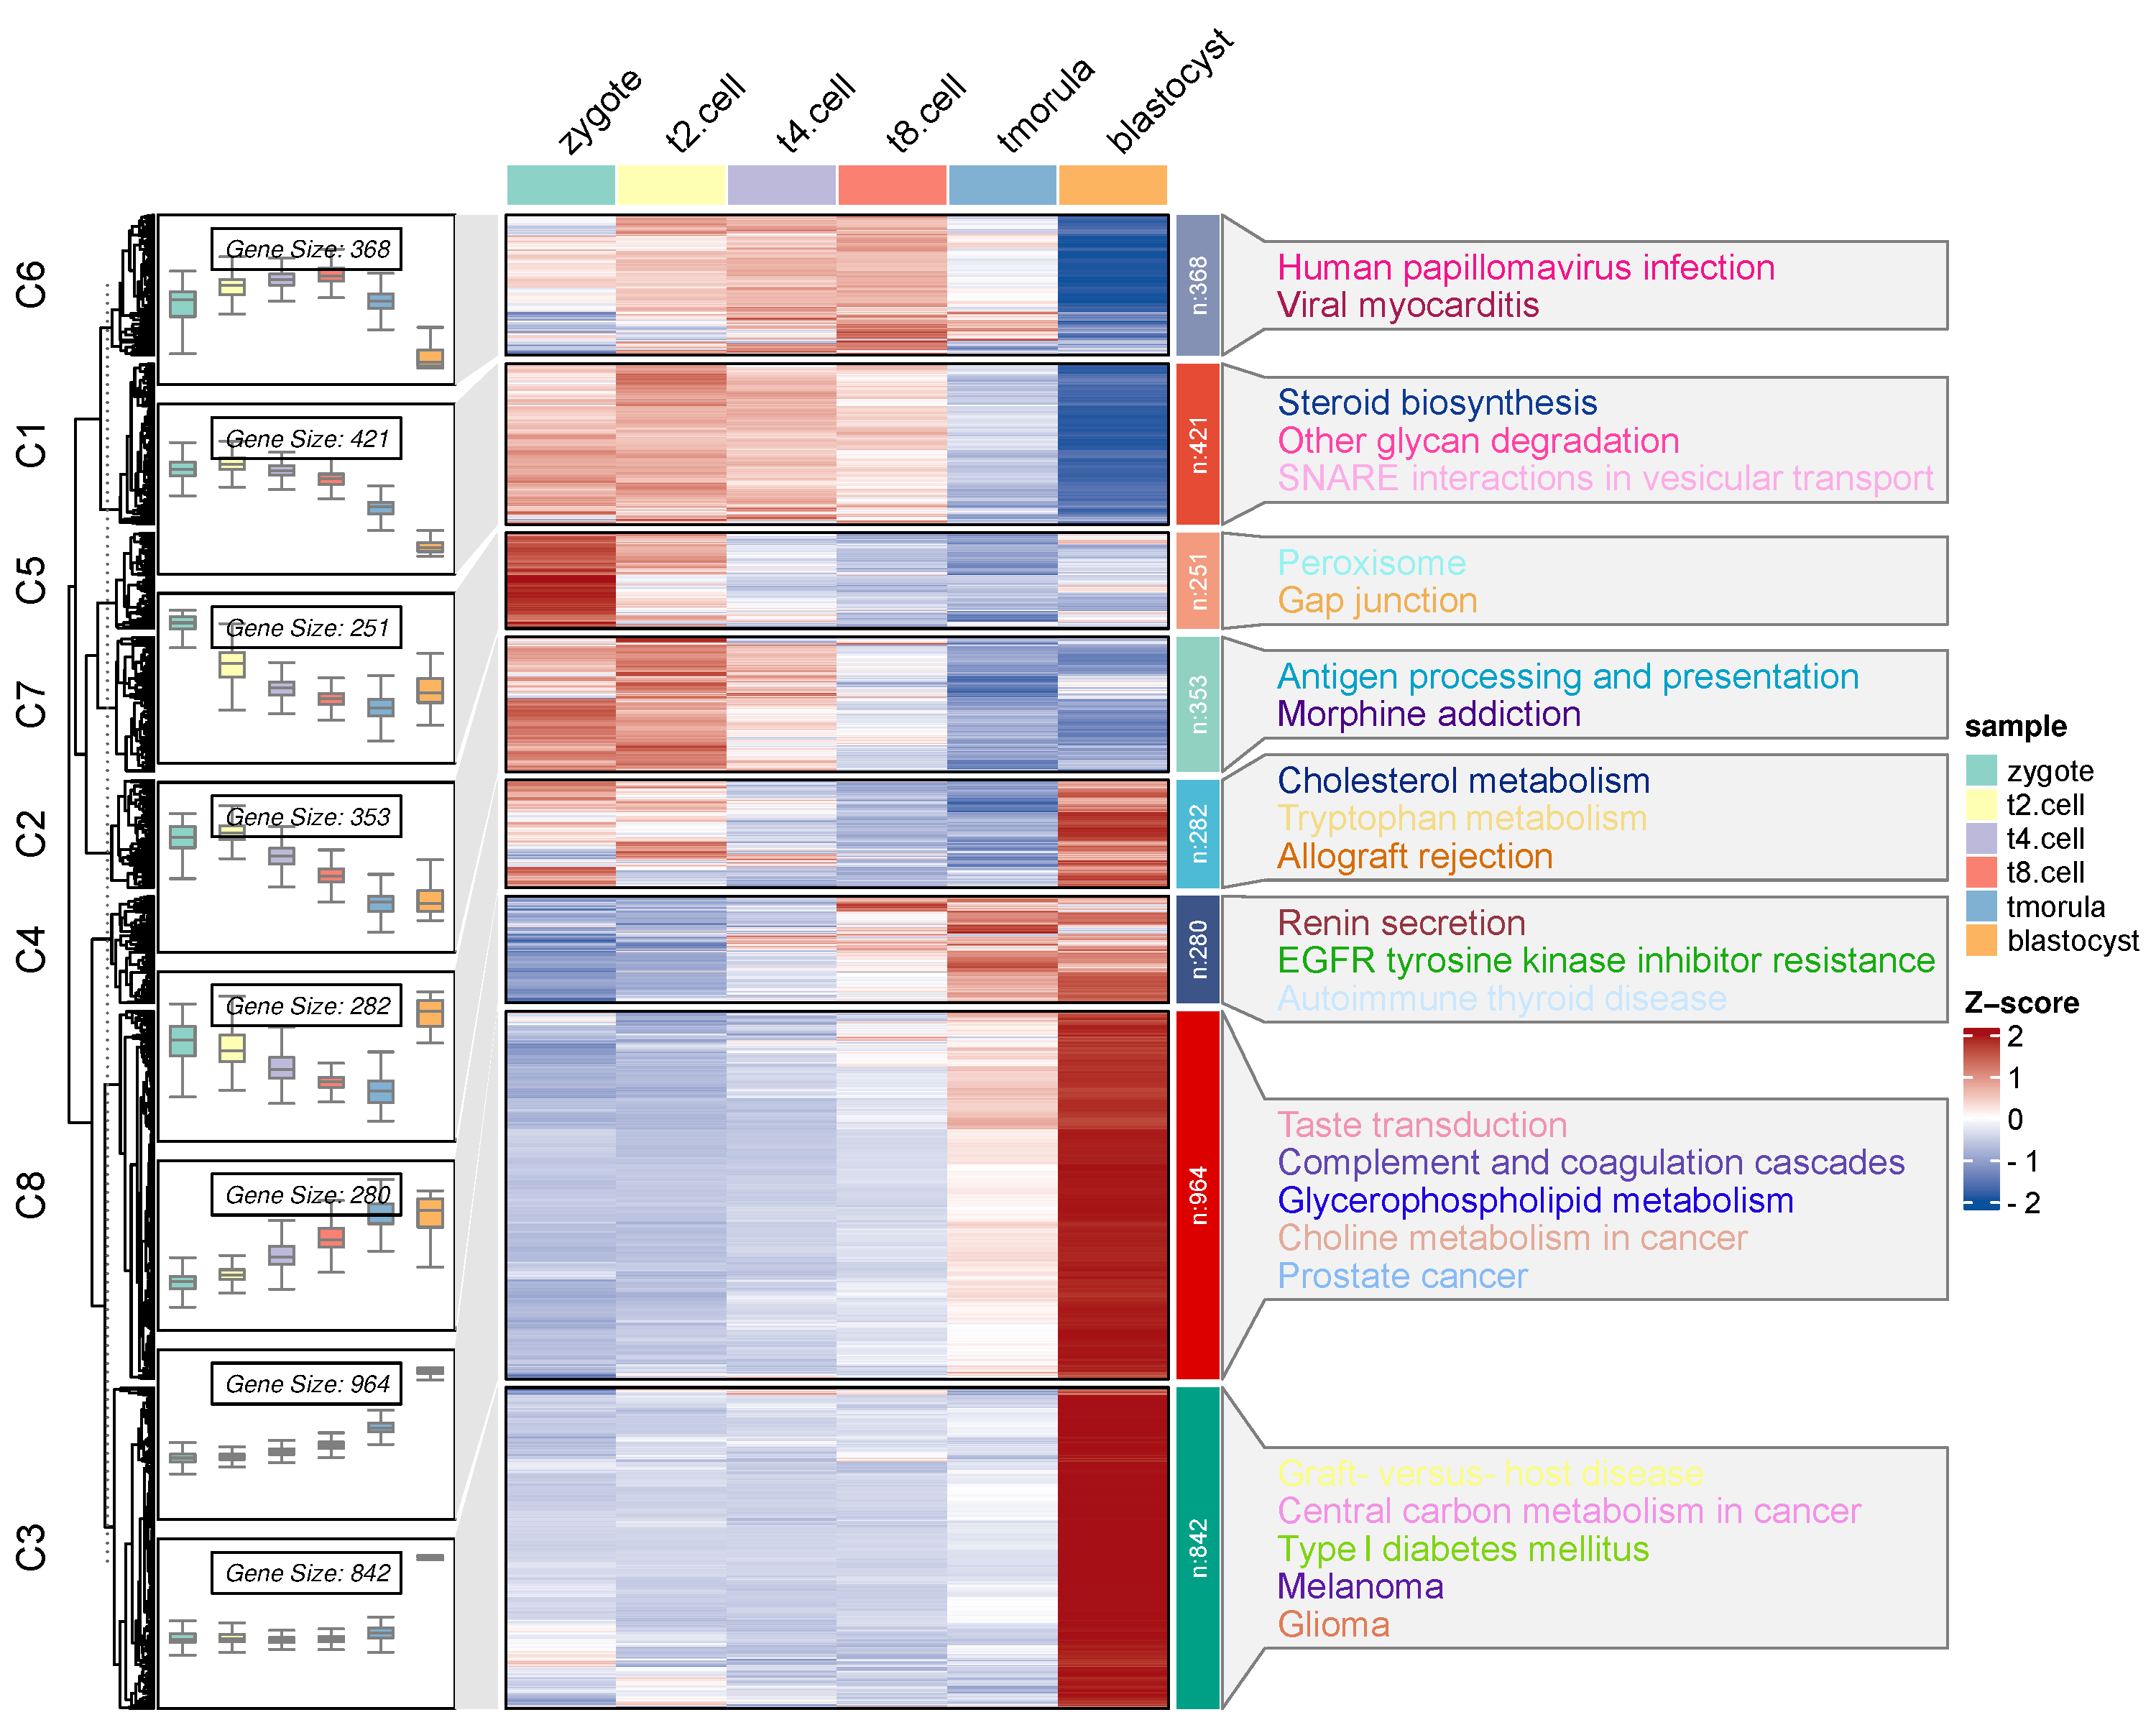 zygote
t2.cell
t4.cell
t8.cell
tmorula
blastocyst
C6
C1
C5
C7
C2
C4
C8
C3
Gene Size: 368
Gene Size: 421
Gene Size: 251
Gene Size: 353
Gene Size: 282
Gene Size: 280
Gene Size: 964
Gene Size: 842
n:368
n:421
n:251
n:353
n:282
n:280
n:964
n:842
Human papillomavirus infection
Viral myocarditis
Steroid biosynthesis
Other glycan degradation
SNARE interactions in vesicular transport
Peroxisome
Gap junction
Antigen processing and presentation
Morphine addiction
Cholesterol metabolism
Tryptophan metabolism
Allograft rejection
Renin secretion
EGFR tyrosine kinase inhibitor resistance
Autoimmune thyroid disease
Taste transduction
Complement and coagulation cascades
Glycerophospholipid metabolism
Choline metabolism in cancer
Prostate cancer
Graft- versus- host disease
Central carbon metabolism in cancer
Type I diabetes mellitus
Melanoma
Glioma
sample
zygote
t2.cell
t4.cell
t8.cell
tmorula
blastocyst
Z-score
2
1
0
- 1
- 2